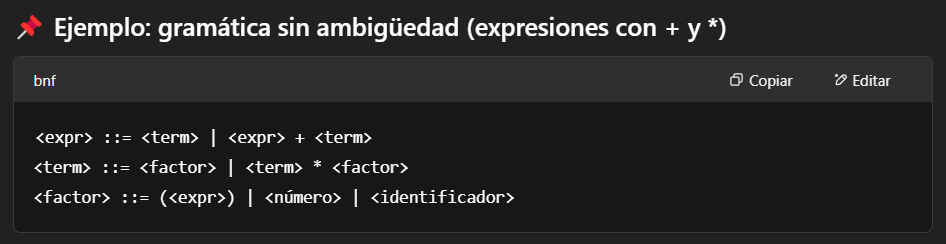 📌 Ejemplo: gramática sin ambigüedad (expresiones con + y *)
bnf Copiar Editar
<expr> ::= <term> | <expr> + <term>
<term> ::= <factor> | <term> * <factor>
<factor> ::= (<expr>) | <número> | <identificador>